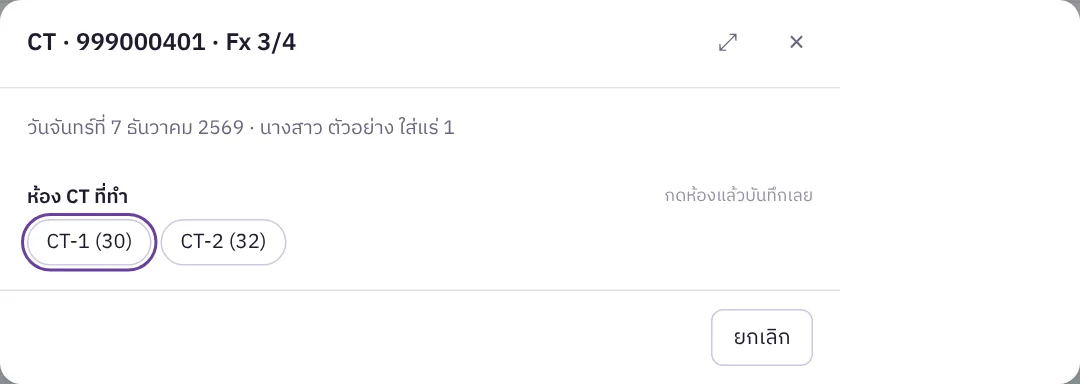 CT · 999000401 · Fx 3/4
วันจันทร์ที่ 7 ธันวาคม 2569 · นางสาว ตัวอย่าง ใส่แร่ 1
ห้อง CT ที่ทำ
กดห้องแล้วบันทึกเลย
CT-1 (30) CT-2 (32)
ยกเลิก